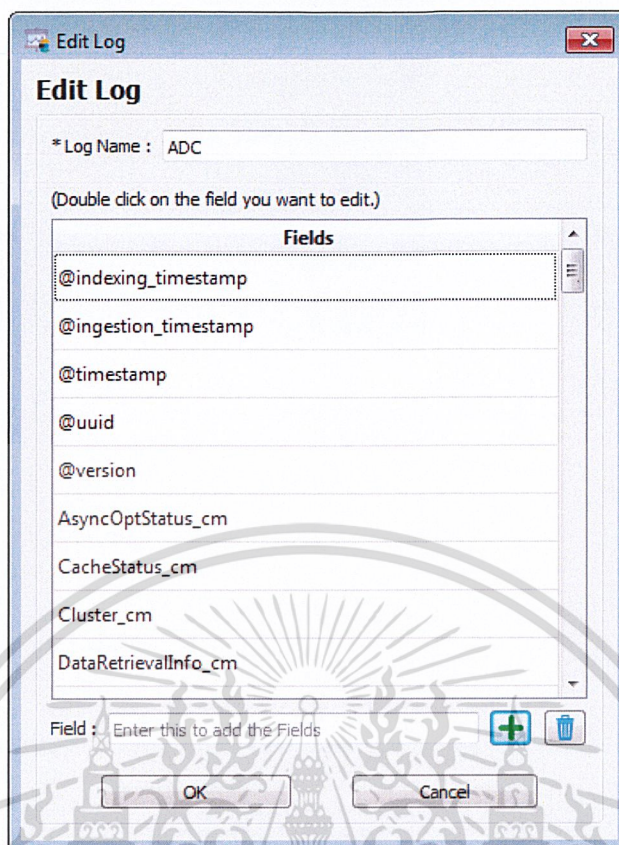 Edit Log
Edit Log
* Log Name : ADC
(Double click on the field you want to edit.)
Fields
@indexing_timestamp
@ingestion_timestamp
@timestamp
@uuid
@version
AsyncOptStatus_cm
CacheStatus_cm
Cluster_cm
DataRetrievalInfo_cm
Field : Enter this to add the Fields
OK Cancel